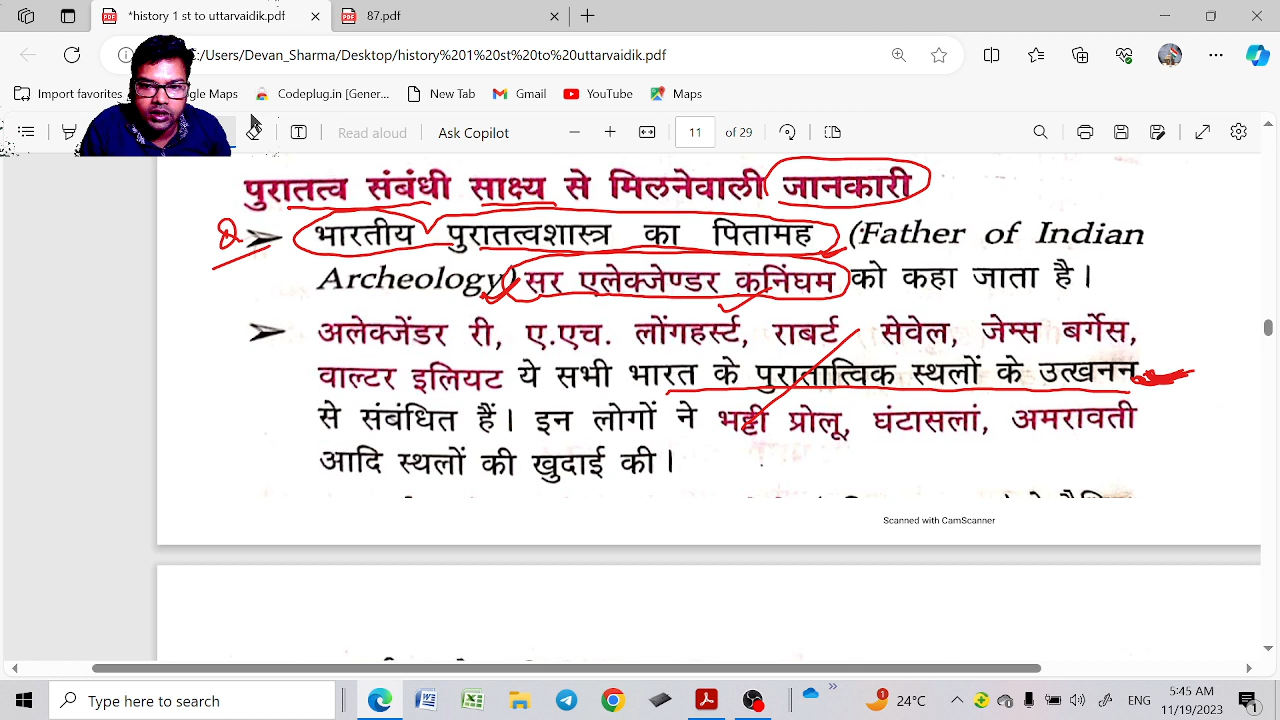 *history 1 st to uttarvaidik.pdf
87.pdf
:/Users/Devan_Sharma/Desktop/history%201%20st%20to%20uttarvaidik.pdf
Import favorites
gle Maps
Codeplug.in [Gener...
New Tab
Gmail
YouTube
Maps
Read aloud
Ask Copilot
11 of 29
पुरातत्व संबंधी साक्ष्य से मिलनेवाली जानकारी
Q ➢ भारतीय पुरातत्वशास्त्र का पितामह (Father of Indian
Archeology) सर एलेक्जेण्डर कनिंघम को कहा जाता है।
➢ अलेक्जेंडर री, ए.एच. लोंगहर्स्ट, राबर्ट सेवेल, जेम्स बर्गेस,
वाल्टर इलियट ये सभी भारत के पुरातात्विक स्थलों के उत्खनन
से संबंधित हैं। इन लोगों ने भट्टी प्रोलू, घंटासलां, अमरावती
आदि स्थलों की खुदाई की।
Scanned with CamScanner
Type here to search
24°C
ENG
5:45 AM
11/19/2023